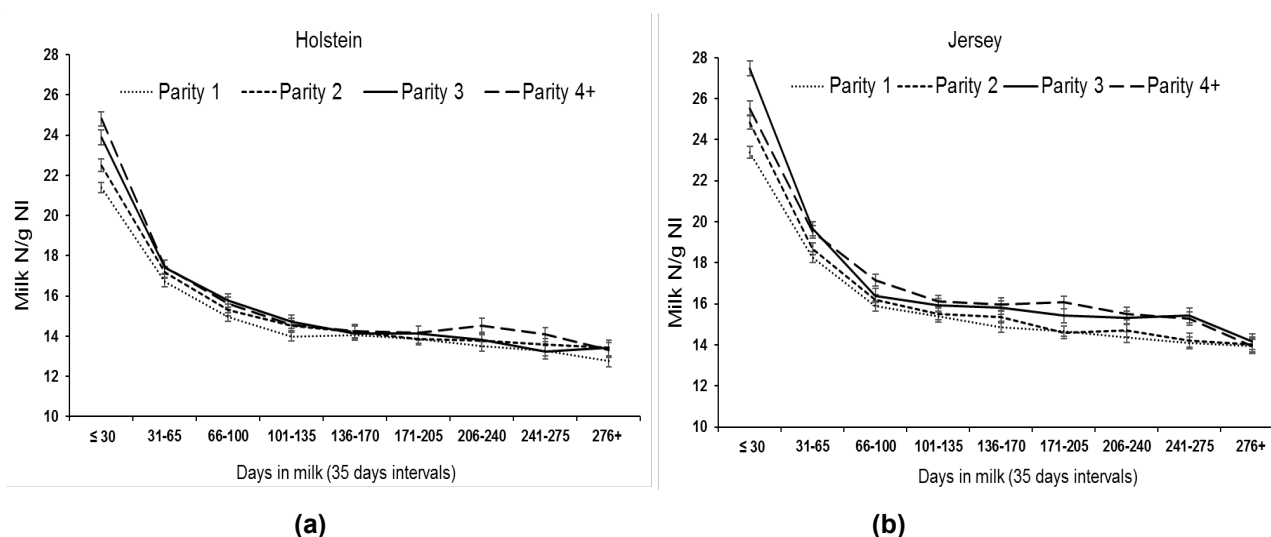 Holstein
28
26
24
22
20
18
16
14
12
10
Parity 1
Parity 2
Parity 3
Parity 4+
Milk N/g NI
≤ 30
31-65
66-100
101-135
136-170
171-205
206-240
241-275
276+
Days in milk (35 days intervals)
(a)
Jersey
28
26
24
22
20
18
16
14
12
10
Parity 1
Parity 2
Parity 3
Parity 4+
Milk N/g NI
≤ 30
31-65
66-100
101-135
136-170
171-205
206-240
241-275
276+
Days in milk (35 days intervals)
(b)